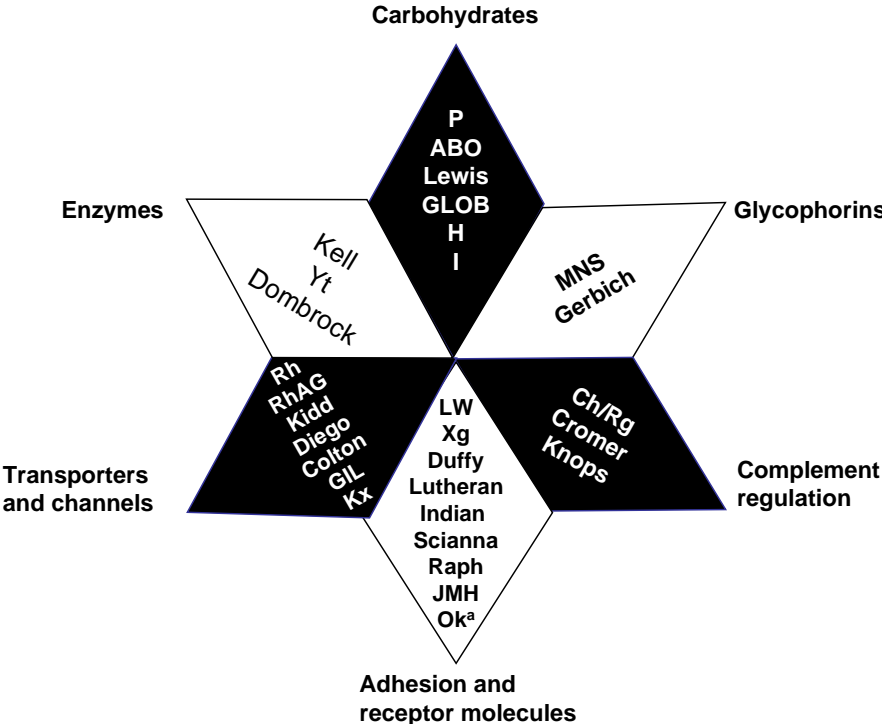 Carbohydrates
P
ABO
Lewis
GLOB
H
I
Enzymes
Kell
Yt
Dombrock
Glycophorins
MNS
Gerbich
Rh
RhAG
Kidd
Diego
Colton
GIL
Kx
Transporters
and channels
LW
Xg
Duffy
Lutheran
Indian
Scianna
Raph
JMH
Okᵃ
Ch/Rg
Cromer
Knops
Complement
regulation
Adhesion and
receptor molecules